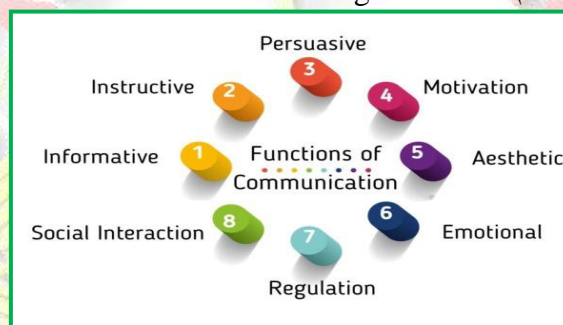 Persuasive
3
Instructive
2
Motivation
4
Informative
1
Functions of
Communication
5
Aesthetic
Social Interaction
8
6
Emotional
7
Regulation